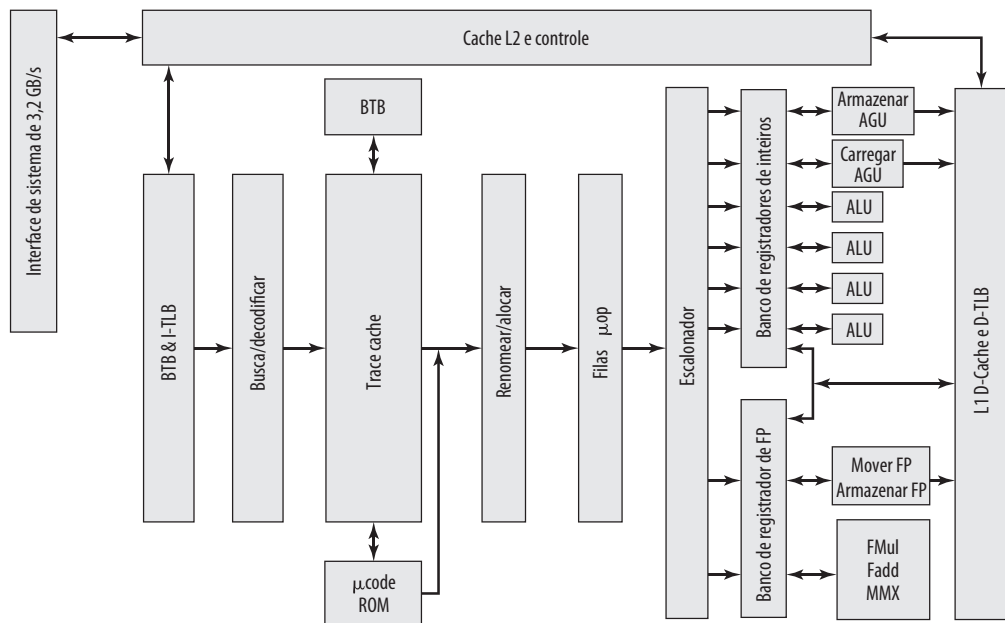 Cache L2 e controle
Interface de sistema de 3,2 GB/s
BTB
BTB & I-TLB
Busca/decodificar
Trace cache
µcode
ROM
Renomear/alocar
Filas µop
Escalonador
Banco de registradores de inteiros
Banco de registrador de FP
Armazenar
AGU
Carregar
AGU
ALU
ALU
ALU
ALU
Mover FP
Armazenar FP
FMul
Fadd
MMX
L1 D-Cache e D-TLB